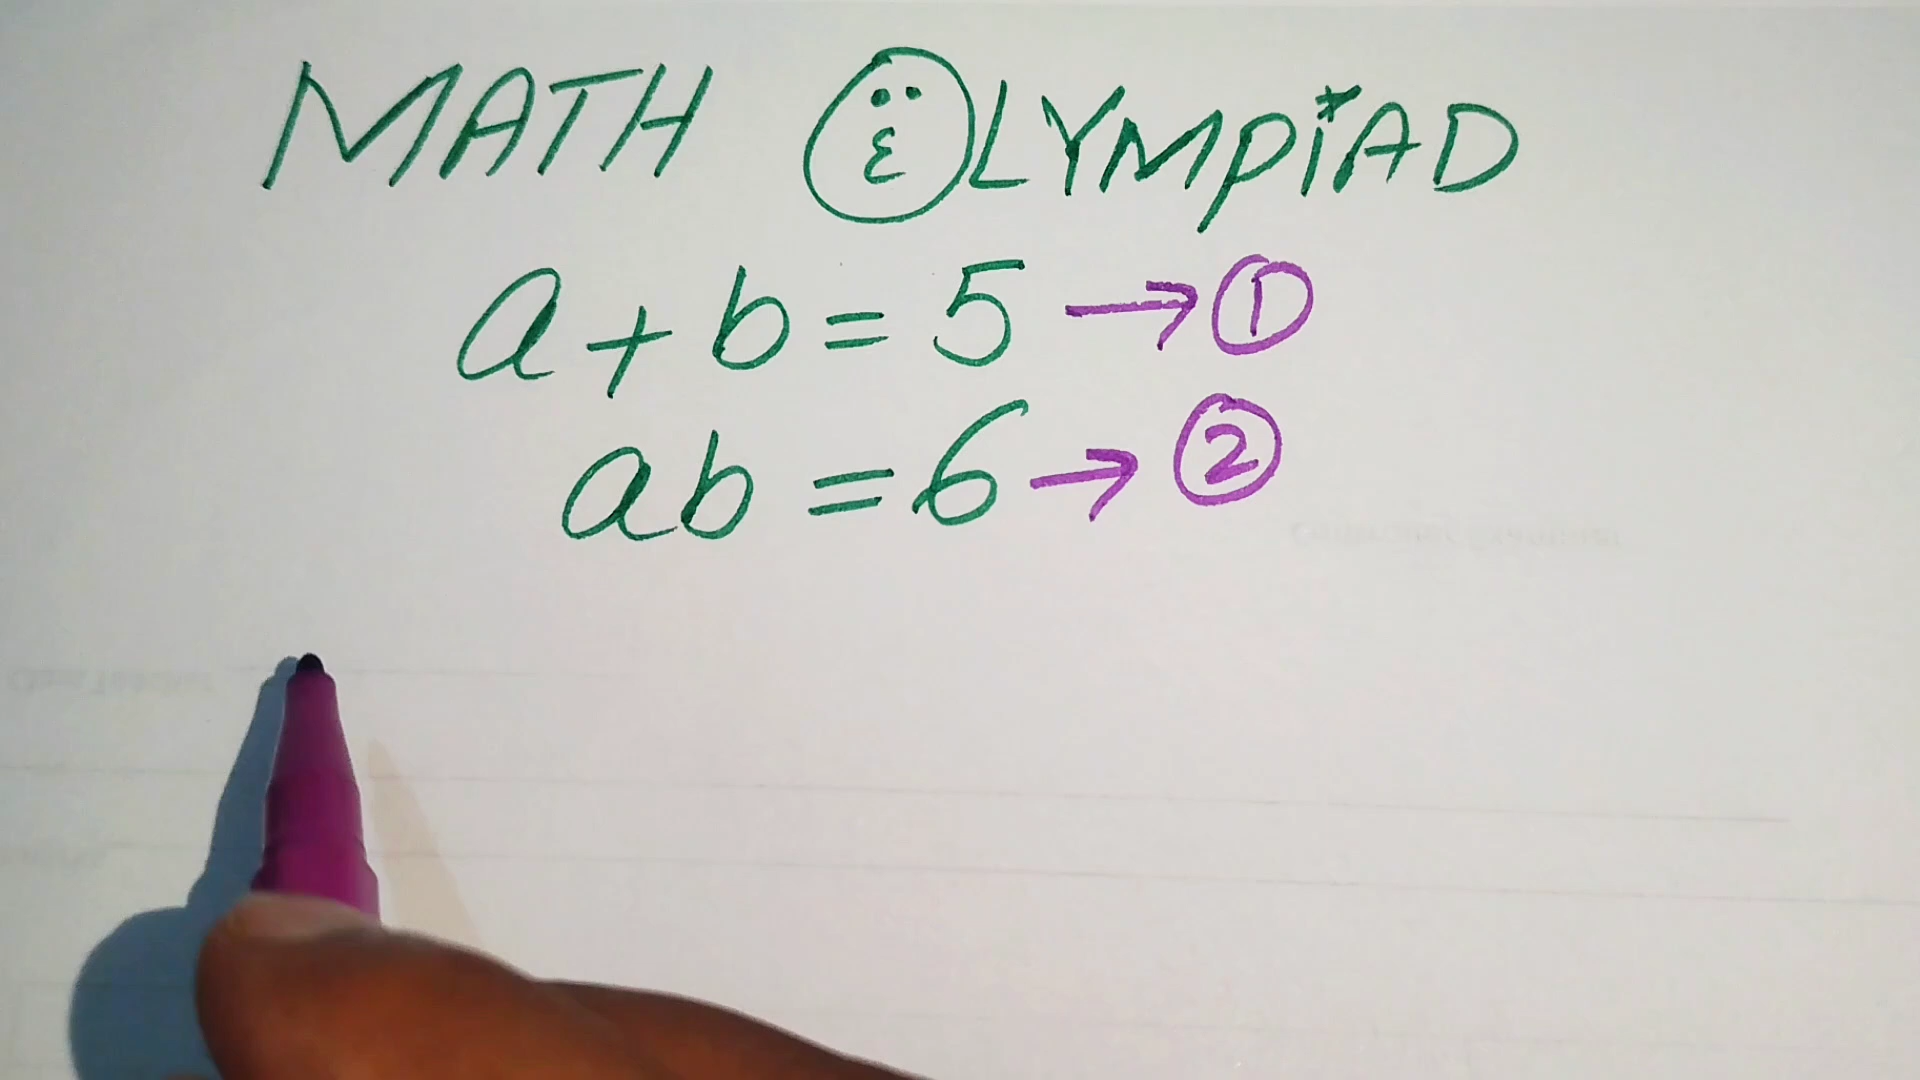 MATH OLYMPiAD
a + b = 5 → ①
ab = 6 → ②